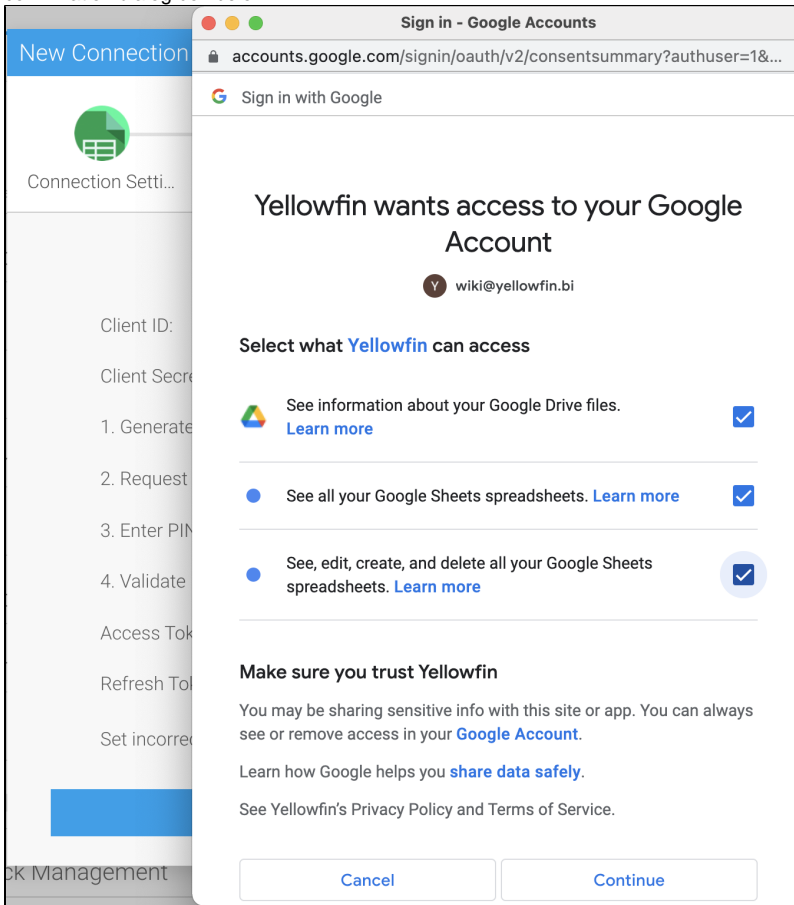 Sign in - Google Accounts
New Connection
accounts.google.com/signin/oauth/v2/consentsummary?authuser=1&...
Sign in with Google
Connection Setti...
Yellowfin wants access to your Google
Account
Y wiki@yellowfin.bi
Client ID:
Select what Yellowfin can access
Client Secre
See information about your Google Drive files.
Learn more
1. Generate
2. Request
See all your Google Sheets spreadsheets. Learn more
3. Enter PIN
See, edit, create, and delete all your Google Sheets
spreadsheets. Learn more
4. Validate
Access Tok
Make sure you trust Yellowfin
Refresh Tok
You may be sharing sensitive info with this site or app. You can always
see or remove access in your Google Account.
Set incorrec
Learn how Google helps you share data safely.
See Yellowfin's Privacy Policy and Terms of Service.
ck Management
Cancel
Continue